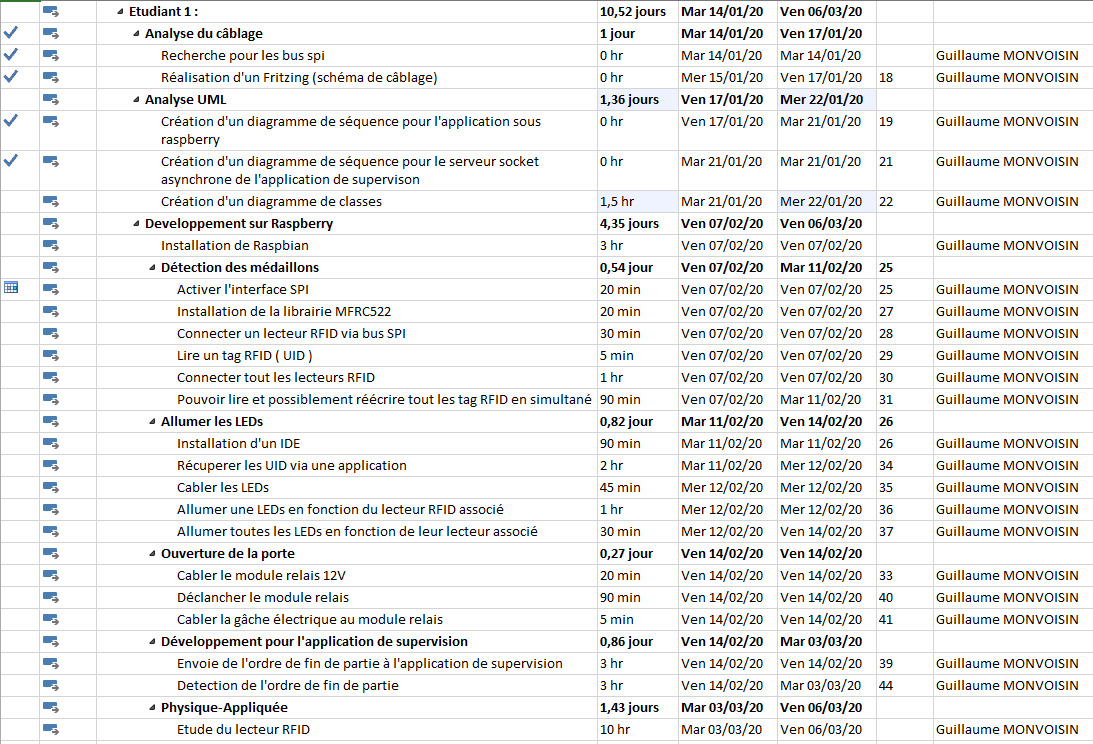 Etudiant 1 : 10,52 jours Mar 14/01/20 Ven 06/03/20
Analyse du câblage 1 jour Mar 14/01/20 Ven 17/01/20
Recherche pour les bus spi 0 hr Mar 14/01/20 Mar 14/01/20 Guillaume MONVOISIN
Réalisation d'un Fritzing (schéma de câblage) 0 hr Mer 15/01/20 Ven 17/01/20 18 Guillaume MONVOISIN
Analyse UML 1,36 jours Ven 17/01/20 Mer 22/01/20
Création d'un diagramme de séquence pour l'application sous 0 hr Ven 17/01/20 Mar 21/01/20 19 Guillaume MONVOISIN
raspberry
Création d'un diagramme de séquence pour le serveur socket 0 hr Mar 21/01/20 Mar 21/01/20 21 Guillaume MONVOISIN
asynchrone de l'application de supervison
Création d'un diagramme de classes 1,5 hr Mar 21/01/20 Mer 22/01/20 22 Guillaume MONVOISIN
Developpement sur Raspberry 4,35 jours Ven 07/02/20 Ven 06/03/20
Installation de Raspbian 3 hr Ven 07/02/20 Ven 07/02/20 Guillaume MONVOISIN
Détection des médaillons 0,54 jour Ven 07/02/20 Mar 11/02/20 25
Activer l'interface SPI 20 min Ven 07/02/20 Ven 07/02/20 25 Guillaume MONVOISIN
Installation de la librairie MFRC522 20 min Ven 07/02/20 Ven 07/02/20 27 Guillaume MONVOISIN
Connecter un lecteur RFID via bus SPI 30 min Ven 07/02/20 Ven 07/02/20 28 Guillaume MONVOISIN
Lire un tag RFID ( UID ) 5 min Ven 07/02/20 Ven 07/02/20 29 Guillaume MONVOISIN
Connecter tout les lecteurs RFID 1 hr Ven 07/02/20 Ven 07/02/20 30 Guillaume MONVOISIN
Pouvoir lire et possiblement réécrire tout les tag RFID en simultané 90 min Ven 07/02/20 Mar 11/02/20 31 Guillaume MONVOISIN
Allumer les LEDs 0,82 jour Mar 11/02/20 Ven 14/02/20 26
Installation d'un IDE 90 min Mar 11/02/20 Mar 11/02/20 26 Guillaume MONVOISIN
Récuperer les UID via une application 2 hr Mar 11/02/20 Mer 12/02/20 34 Guillaume MONVOISIN
Cabler les LEDs 45 min Mer 12/02/20 Mer 12/02/20 35 Guillaume MONVOISIN
Allumer une LEDs en fonction du lecteur RFID associé 1 hr Mer 12/02/20 Mer 12/02/20 36 Guillaume MONVOISIN
Allumer toutes les LEDs en fonction de leur lecteur associé 30 min Mer 12/02/20 Ven 14/02/20 37 Guillaume MONVOISIN
Ouverture de la porte 0,27 jour Ven 14/02/20 Ven 14/02/20
Cabler le module relais 12V 20 min Ven 14/02/20 Ven 14/02/20 33 Guillaume MONVOISIN
Déclancher le module relais 90 min Ven 14/02/20 Ven 14/02/20 40 Guillaume MONVOISIN
Cabler la gâche électrique au module relais 5 min Ven 14/02/20 Ven 14/02/20 41 Guillaume MONVOISIN
Développement pour l'application de supervision 0,86 jour Ven 14/02/20 Mar 03/03/20
Envoie de l'ordre de fin de partie à l'application de supervision 3 hr Ven 14/02/20 Ven 14/02/20 39 Guillaume MONVOISIN
Detection de l'ordre de fin de partie 3 hr Ven 14/02/20 Mar 03/03/20 44 Guillaume MONVOISIN
Physique-Appliquée 1,43 jours Mar 03/03/20 Ven 06/03/20
Etude du lecteur RFID 10 hr Mar 03/03/20 Ven 06/03/20 Guillaume MONVOISIN